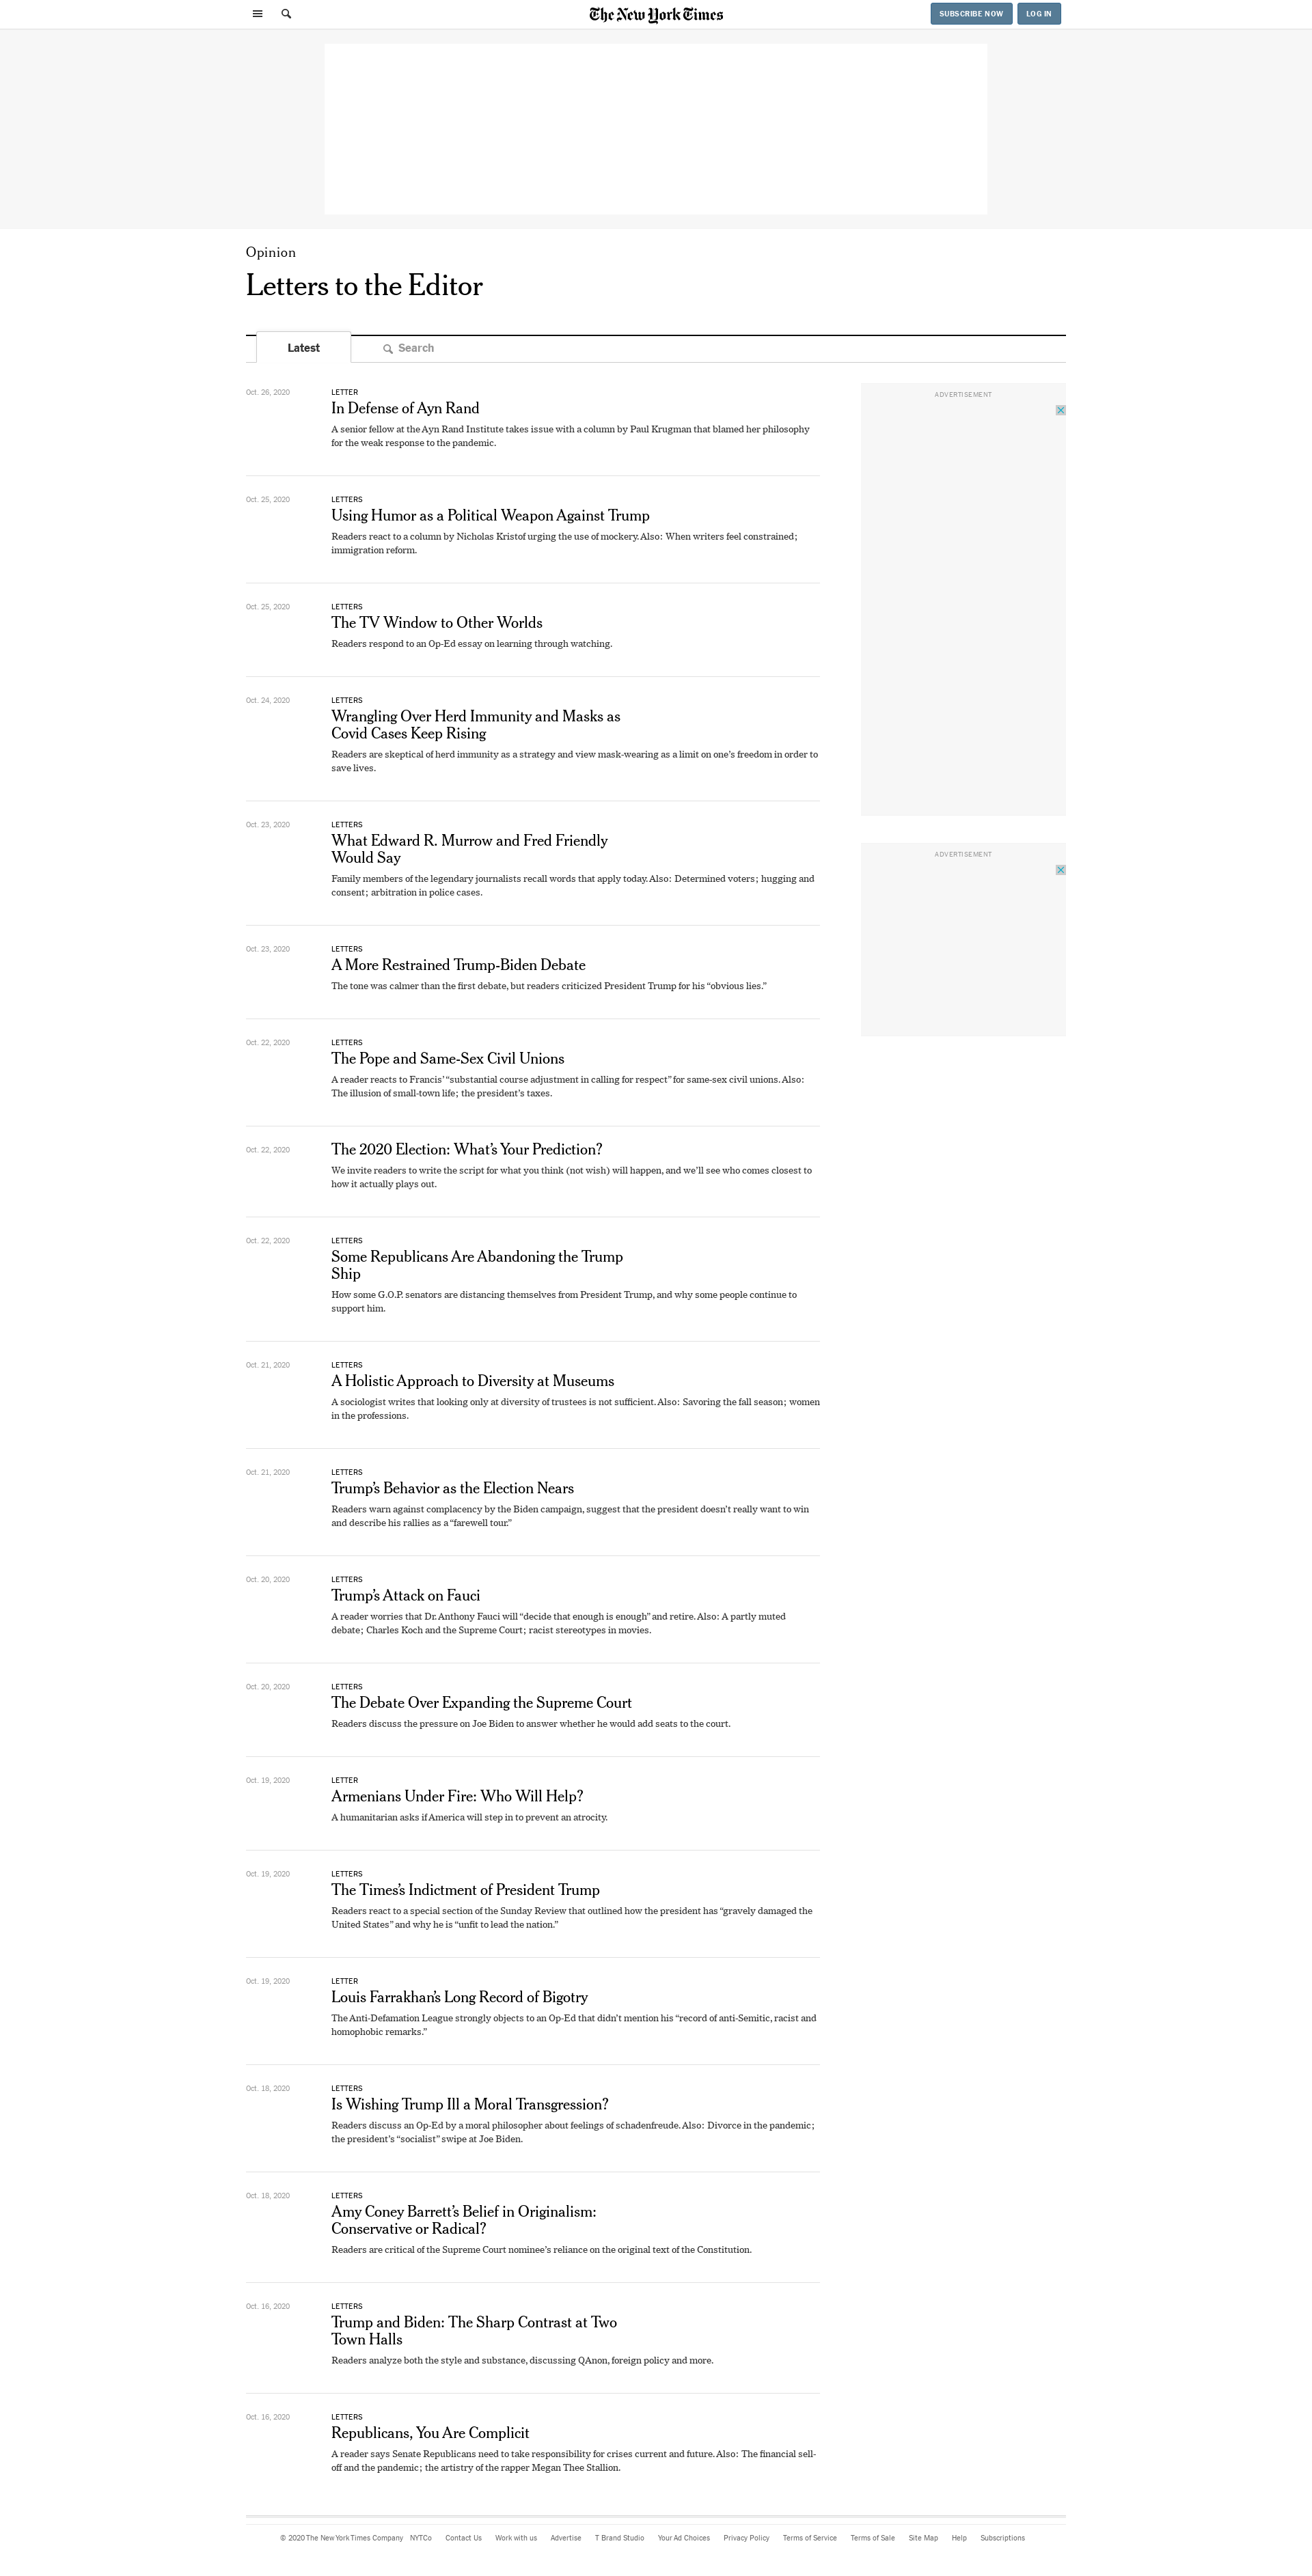 The New York Times
SUBSCRIBE NOW
LOG IN
Opinion
Letters to the Editor
Latest
Search
Oct. 26, 2020
LETTER
In Defense of Ayn Rand
A senior fellow at the Ayn Rand Institute takes issue with a column by Paul Krugman that blamed her philosophy
for the weak response to the pandemic.
Oct. 25, 2020
LETTERS
Using Humor as a Political Weapon Against Trump
Readers react to a column by Nicholas Kristof urging the use of mockery. Also: When writers feel constrained;
immigration reform.
Oct. 25, 2020
LETTERS
The TV Window to Other Worlds
Readers respond to an Op-Ed essay on learning through watching.
Oct. 24, 2020
LETTERS
Wrangling Over Herd Immunity and Masks as
Covid Cases Keep Rising
Readers are skeptical of herd immunity as a strategy and view mask-wearing as a limit on one’s freedom in order to
save lives.
Oct. 23, 2020
LETTERS
What Edward R. Murrow and Fred Friendly
Would Say
Family members of the legendary journalists recall words that apply today. Also: Determined voters; hugging and
consent; arbitration in police cases.
Oct. 23, 2020
LETTERS
A More Restrained Trump-Biden Debate
The tone was calmer than the first debate, but readers criticized President Trump for his “obvious lies.”
Oct. 22, 2020
LETTERS
The Pope and Same-Sex Civil Unions
A reader reacts to Francis’ “substantial course adjustment in calling for respect” for same-sex civil unions. Also:
The illusion of small-town life; the president’s taxes.
Oct. 22, 2020
The 2020 Election: What’s Your Prediction?
We invite readers to write the script for what you think (not wish) will happen, and we’ll see who comes closest to
how it actually plays out.
Oct. 22, 2020
LETTERS
Some Republicans Are Abandoning the Trump
Ship
How some G.O.P. senators are distancing themselves from President Trump, and why some people continue to
support him.
Oct. 21, 2020
LETTERS
A Holistic Approach to Diversity at Museums
A sociologist writes that looking only at diversity of trustees is not sufficient. Also: Savoring the fall season; women
in the professions.
Oct. 21, 2020
LETTERS
Trump’s Behavior as the Election Nears
Readers warn against complacency by the Biden campaign, suggest that the president doesn’t really want to win
and describe his rallies as a “farewell tour.”
Oct. 20, 2020
LETTERS
Trump’s Attack on Fauci
A reader worries that Dr. Anthony Fauci will “decide that enough is enough” and retire. Also: A partly muted
debate; Charles Koch and the Supreme Court; racist stereotypes in movies.
Oct. 20, 2020
LETTERS
The Debate Over Expanding the Supreme Court
Readers discuss the pressure on Joe Biden to answer whether he would add seats to the court.
Oct. 19, 2020
LETTER
Armenians Under Fire: Who Will Help?
A humanitarian asks if America will step in to prevent an atrocity.
Oct. 19, 2020
LETTERS
The Times’s Indictment of President Trump
Readers react to a special section of the Sunday Review that outlined how the president has “gravely damaged the
United States” and why he is “unfit to lead the nation.”
Oct. 19, 2020
LETTER
Louis Farrakhan’s Long Record of Bigotry
The Anti-Defamation League strongly objects to an Op-Ed that didn’t mention his “record of anti-Semitic, racist and
homophobic remarks.”
Oct. 18, 2020
LETTERS
Is Wishing Trump Ill a Moral Transgression?
Readers discuss an Op-Ed by a moral philosopher about feelings of schadenfreude. Also: Divorce in the pandemic;
the president’s “socialist” swipe at Joe Biden.
Oct. 18, 2020
LETTERS
Amy Coney Barrett’s Belief in Originalism:
Conservative or Radical?
Readers are critical of the Supreme Court nominee’s reliance on the original text of the Constitution.
Oct. 16, 2020
LETTERS
Trump and Biden: The Sharp Contrast at Two
Town Halls
Readers analyze both the style and substance, discussing QAnon, foreign policy and more.
Oct. 16, 2020
LETTERS
Republicans, You Are Complicit
A reader says Senate Republicans need to take responsibility for crises current and future. Also: The financial sell-
off and the pandemic; the artistry of the rapper Megan Thee Stallion.
ADVERTISEMENT
ADVERTISEMENT
© 2020 The New York Times Company NYTCo Contact Us Work with us Advertise T Brand Studio Your Ad Choices Privacy Policy Terms of Service Terms of Sale Site Map Help Subscriptions